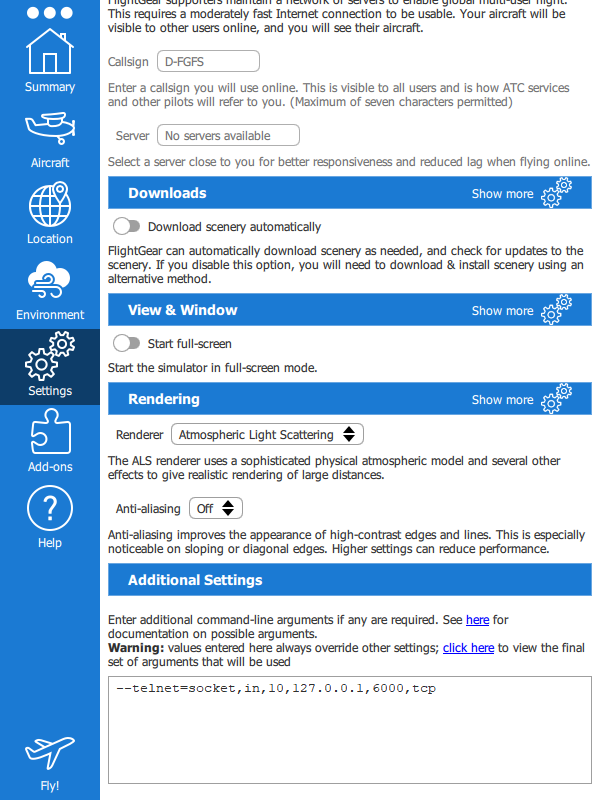 Summary
Aircraft
Location
Environment
Settings
Add-ons
?
Help
Fly!
FlightGear supporters maintain a network of servers to enable global multi-user flight.
This requires a moderately fast Internet connection to be usable. Your aircraft will be
visible to other users online, and you will see their aircraft.
Callsign D-FGFS
Enter a callsign you will use online. This is visible to all users and is how ATC services
and other pilots will refer to you. (Maximum of seven characters permitted)
Server No servers available
Select a server close to you for better responsiveness and reduced lag when flying online.
Downloads Show more
Download scenery automatically
FlightGear can automatically download scenery as needed, and check for updates to the
scenery. If you disable this option, you will need to download & install scenery using an
alternative method.
View & Window Show more
Start full-screen
Start the simulator in full-screen mode.
Rendering Show more
Renderer Atmospheric Light Scattering
The ALS renderer uses a sophisticated physical atmospheric model and several other
effects to give realistic rendering of large distances.
Anti-aliasing Off
Anti-aliasing improves the appearance of high-contrast edges and lines. This is especially
noticeable on sloping or diagonal edges. Higher settings can reduce performance.
Additional Settings
Enter additional command-line arguments if any are required. See here for
documentation on possible arguments.
Warning: values entered here always override other settings; click here to view the final
set of arguments that will be used
--telnet=socket,in,10,127.0.0.1,6000,tcp